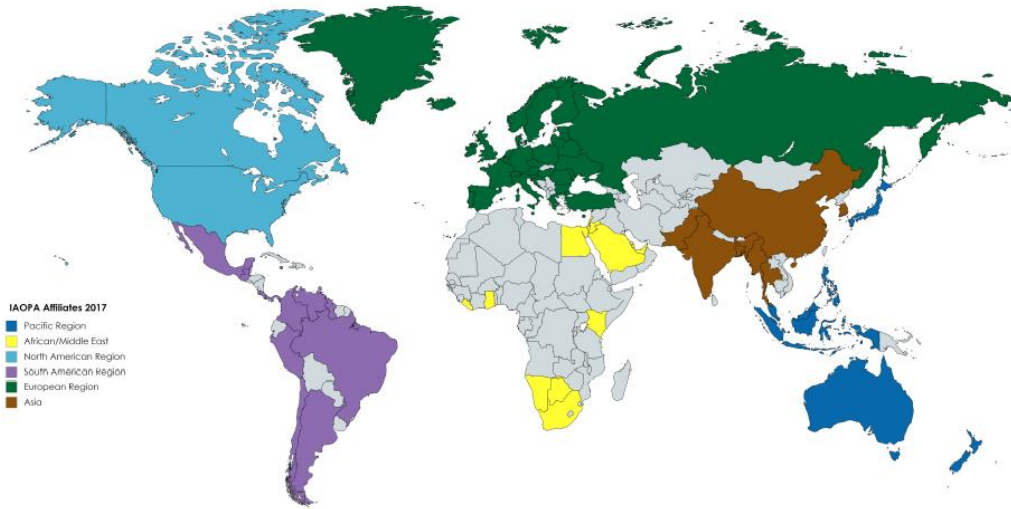 IAOPA Affiliates 2017
Pacific Region
African/Middle East
North American Region
South American Region
European Region
Asia